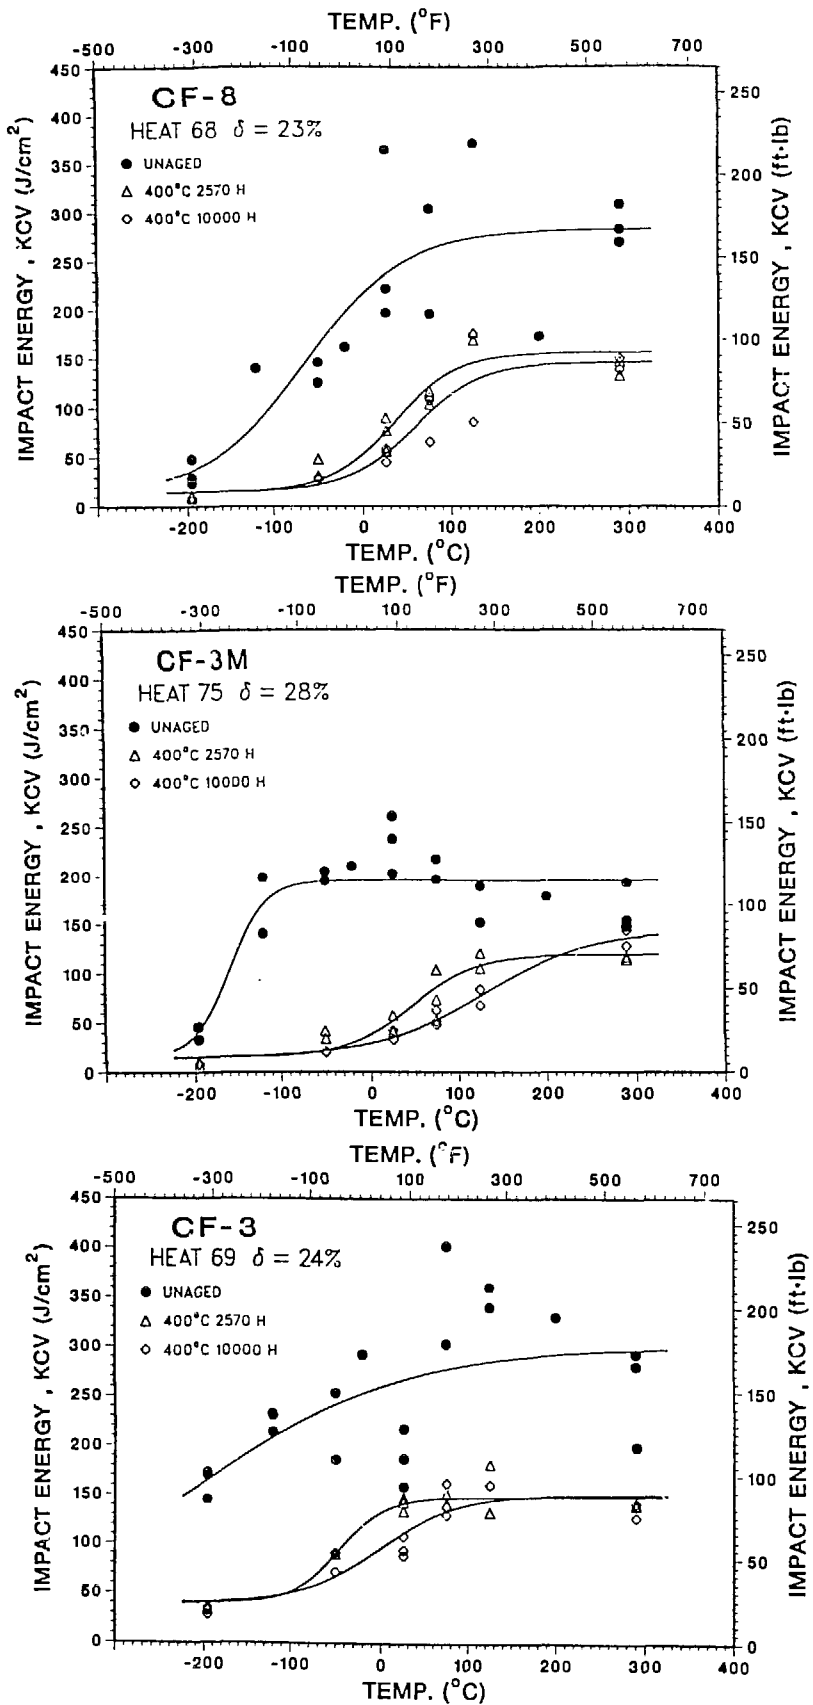 TEMP. (°F)
-500 -300 -100 100 300 500 700
CF-8
HEAT 68 δ = 23%
● UNAGED
△ 400°C 2570 H
◇ 400°C 10000 H
IMPACT ENERGY , KCV (J/cm²)
450
400
350
300
250
200
150
100
50
0
IMPACT ENERGY , KCV (ft·lb)
250
200
150
100
50
0
-200 -100 0 100 200 300 400
TEMP. (°C)
TEMP. (°F)
-500 -300 -100 100 300 500 700
CF-3M
HEAT 75 δ = 28%
● UNAGED
△ 400°C 2570 H
◇ 400°C 10000 H
IMPACT ENERGY , KCV (J/cm²)
450
400
350
300
250
200
150
100
50
0
IMPACT ENERGY , KCV (ft·lb)
250
200
150
100
50
0
-200 -100 0 100 200 300 400
TEMP. (°C)
TEMP. (°F)
-500 -300 -100 100 300 500 700
CF-3
HEAT 69 δ = 24%
● UNAGED
△ 400°C 2570 H
◇ 400°C 10000 H
IMPACT ENERGY , KCV (J/cm²)
450
400
350
300
250
200
150
100
50
0
IMPACT ENERGY , KCV (ft·lb)
250
200
150
100
50
0
-200 -100 0 100 200 300 400
TEMP. (°C)